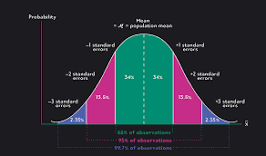 Probability
Mean
= 𝓜 = population mean
−1 standard
errors
+1 standard
errors
−2 standard
errors
+2 standard
errors
−3 standard
errors
+3 standard
errors
34%
34%
13.5%
13.5%
2.35%
2.35%
68% of observations
95% of observations
99.7% of observations